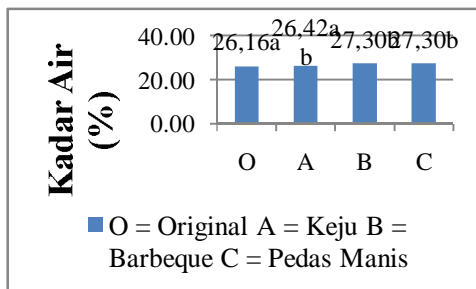 Kadar Air
(%)
40.00
20.00
0.00
26,16a
26,42a
b
27,30b
27,30b
O
A
B
C
O = Original A = Keju B =
Barbeque C = Pedas Manis